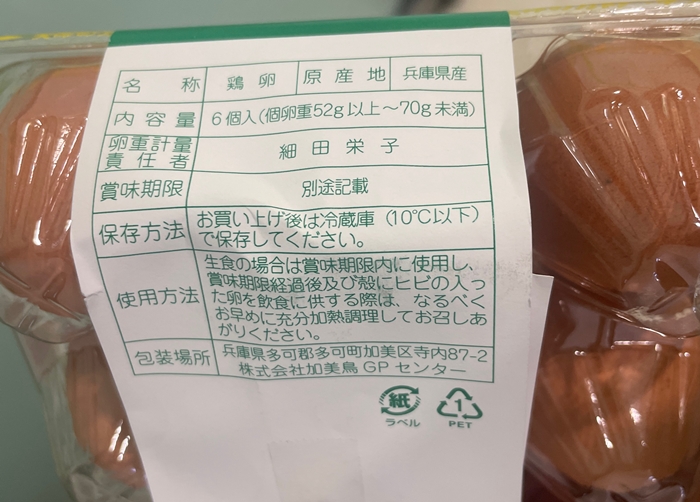 名称 鶏卵 原産地 兵庫県産
内容量 6個入(個卵重52g以上～70g未満)
卵重計量
責任者
細田栄子
賞味期限 別途記載
保存方法
お買い上げ後は冷蔵庫（10℃以下）
で保存してください。
使用方法
生食の場合は賞味期限内に使用し、
賞味期限経過後及び殻にヒビの入っ
た卵を飲食に供する際は、なるべく
お早めに充分加熱調理してお召しあ
がりください。
包装場所
兵庫県多可郡多可町加美区寺内87-2
株式会社加美鳥GPセンター
紙
ラベル
1
PET